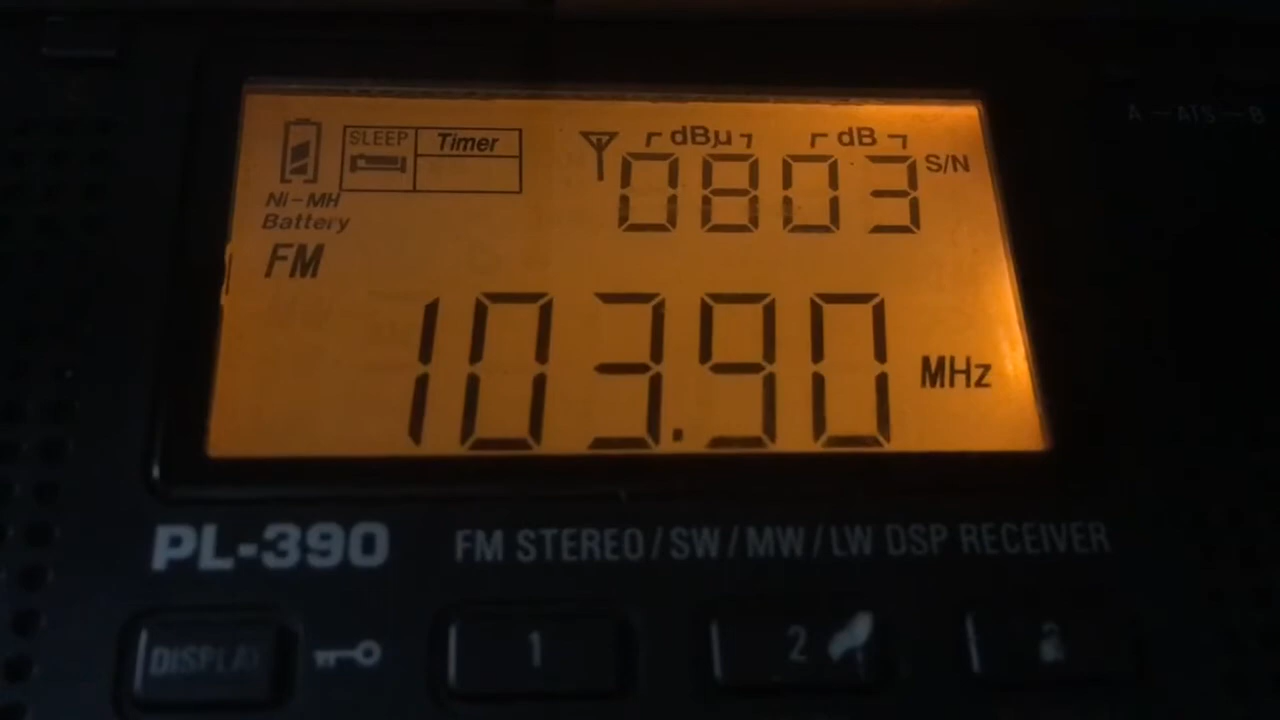 A – ATS – B
SLEEP Timer dBµ dB
0803 S/N
Ni-MH
Battery
FM
103.90 MHz
PL-390 FM STEREO/SW/MW/LW DSP RECEIVER
DISPLAY 1 2